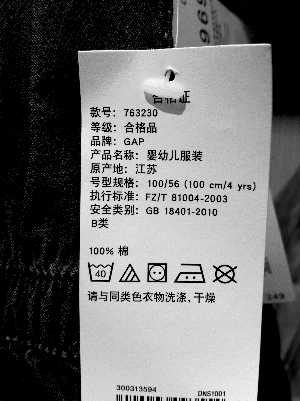 合格证
款号: 763230
等级: 合格品
品牌: GAP
产品名称: 婴幼儿服装
原产地: 江苏
号型规格: 100/56 (100 cm/4 yrs)
执行标准: FZ/T 81004-2003
安全类别: GB 18401-2010
B类
100% 棉
40
请与同类色衣物洗涤, 干燥
300313594
DNS1001
249